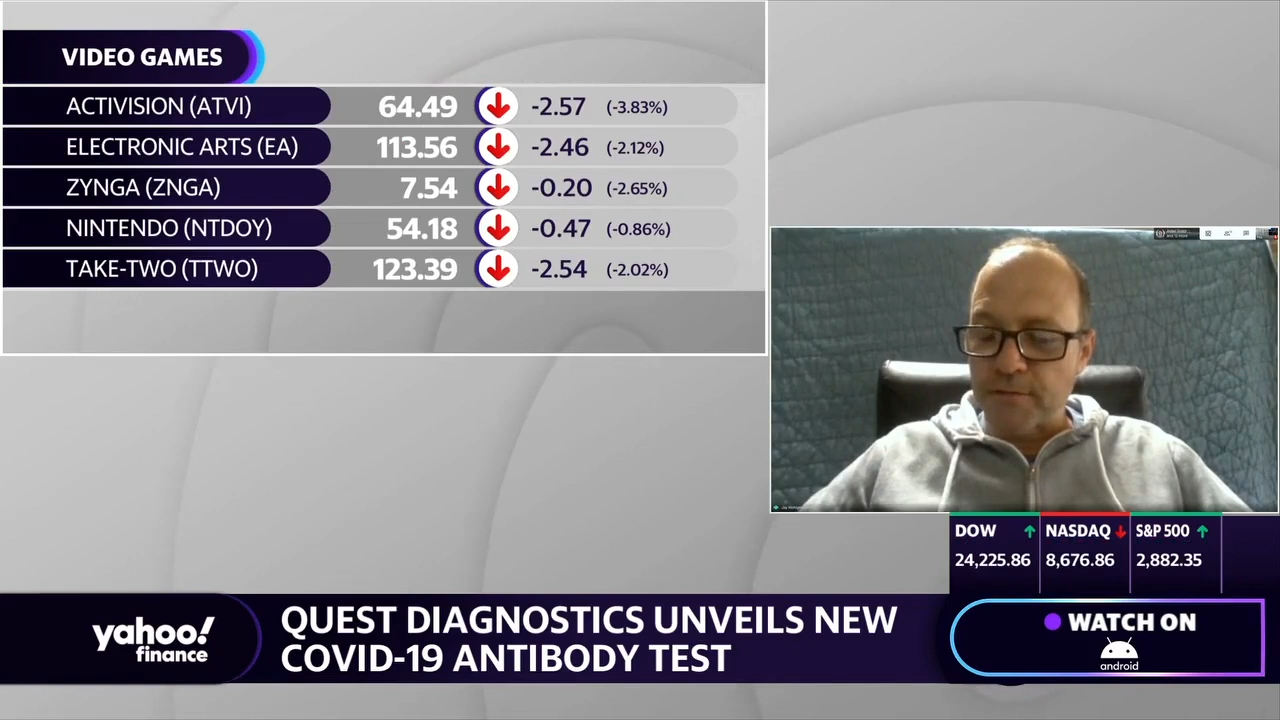 VIDEO GAMES
ACTIVISION (ATVI) 64.49 -2.57 (-3.83%)
ELECTRONIC ARTS (EA) 113.56 -2.46 (-2.12%)
ZYNGA (ZNGA) 7.54 -0.20 (-2.65%)
NINTENDO (NTDOY) 54.18 -0.47 (-0.86%)
TAKE-TWO (TTWO) 123.39 -2.54 (-2.02%)
DOW NASDAQ S&P 500
24,225.86 8,676.86 2,882.35
yahoo! finance
QUEST DIAGNOSTICS UNVEILS NEW
COVID-19 ANTIBODY TEST
WATCH ON
android